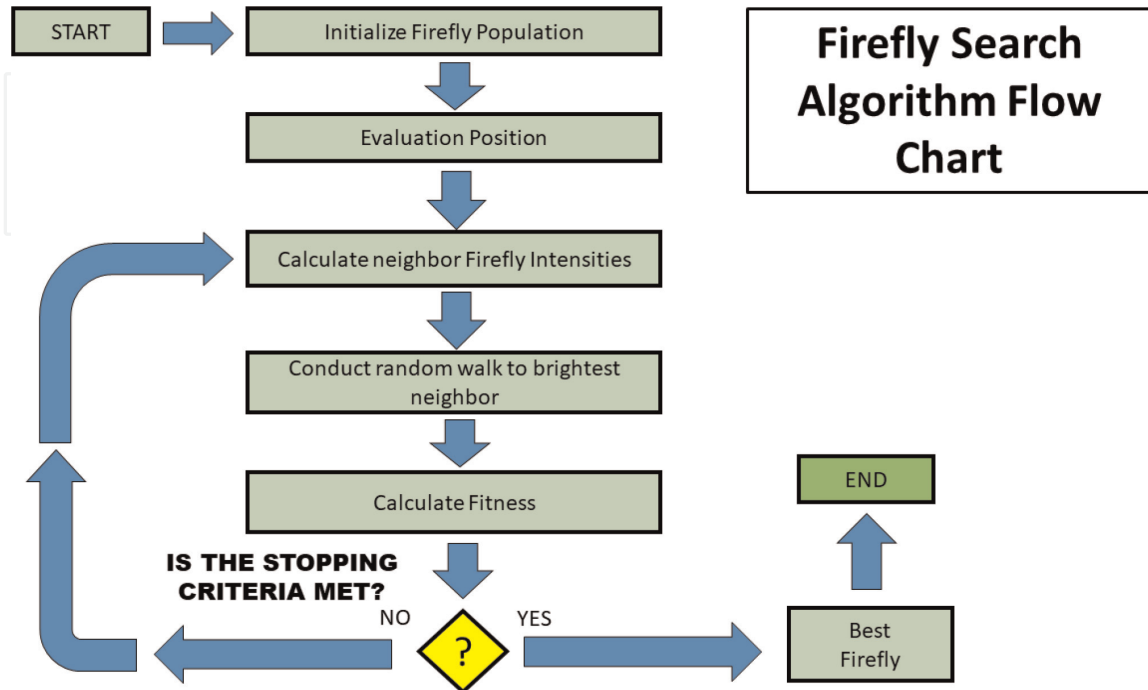 START
Initialize Firefly Population
Firefly Search
Algorithm Flow
Chart
Evaluation Position
Calculate neighbor Firefly Intensities
Conduct random walk to brightest
neighbor
Calculate Fitness
END
IS THE STOPPING
CRITERIA MET?
NO
?
YES
Best
Firefly